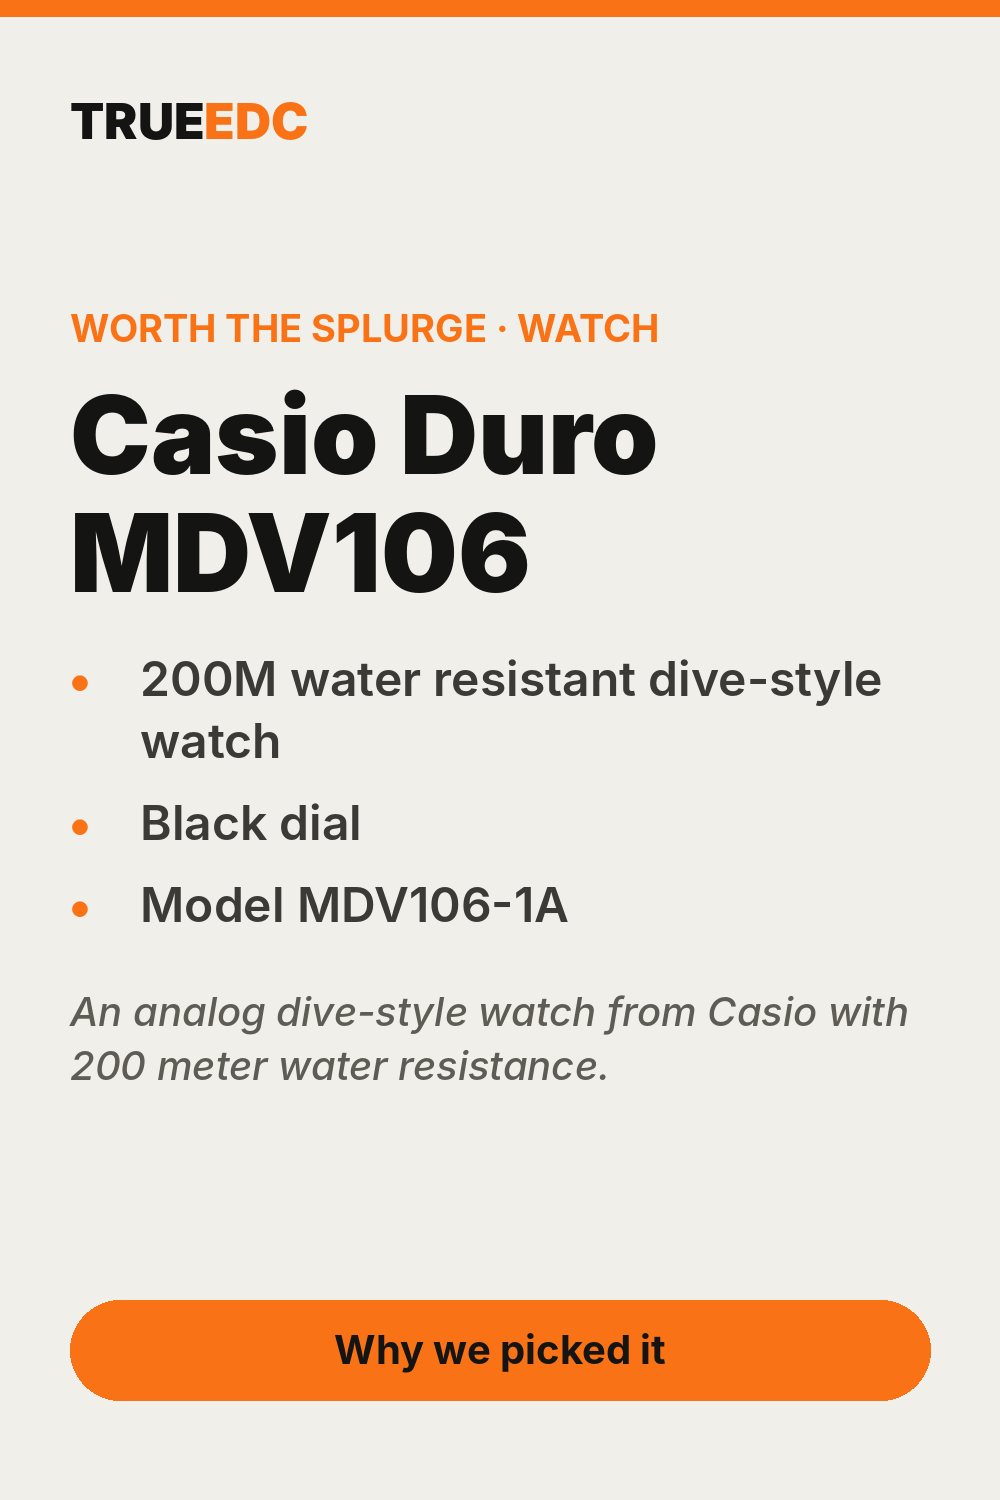 TRUEEDC
WORTH THE SPLURGE · WATCH
Casio Duro
MDV106
• 200M water resistant dive-style
watch
• Black dial
• Model MDV106-1A
An analog dive-style watch from Casio with
200 meter water resistance.
Why we picked it